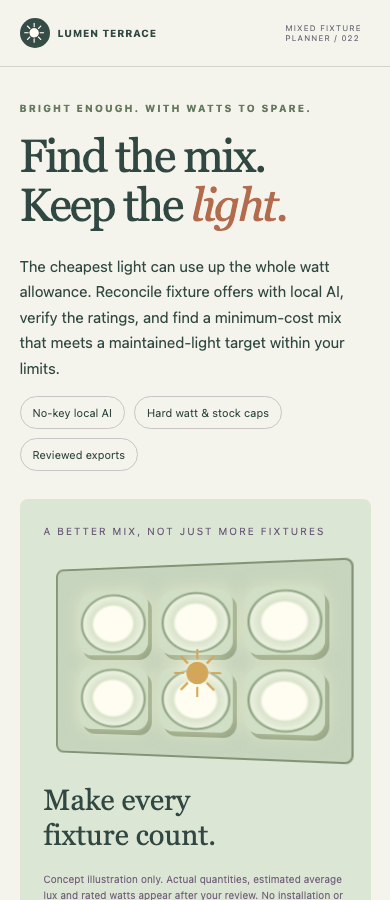 LUMEN TERRACE
MIXED FIXTURE
PLANNER / 022
BRIGHT ENOUGH. WITH WATTS TO SPARE.
Find the mix.
Keep the light.
The cheapest light can use up the whole watt
allowance. Reconcile fixture offers with local AI,
verify the ratings, and find a minimum-cost mix
that meets a maintained-light target within your
limits.
No-key local AI
Hard watt & stock caps
Reviewed exports
A BETTER MIX, NOT JUST MORE FIXTURES
Make every
fixture count.
Concept illustration only. Actual quantities, estimated average
lux and rated watts appear after your review. No installation or